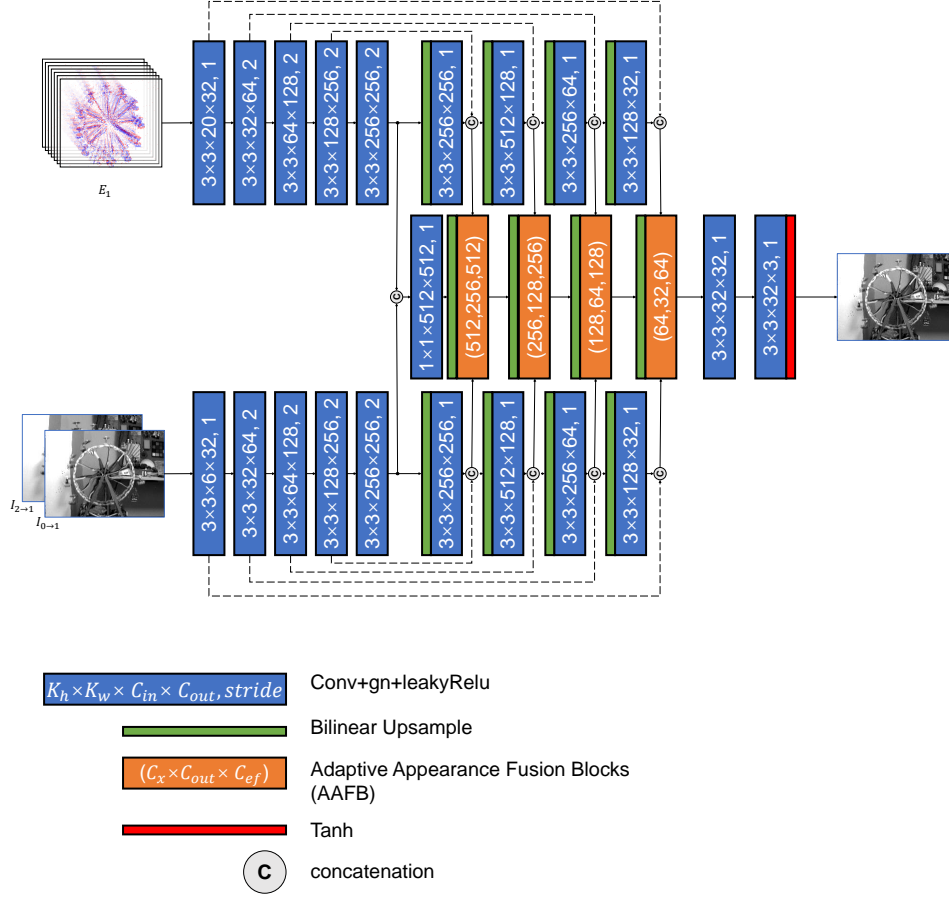 3×3×20×32, 1
3×3×32×64, 2
3×3×64×128, 2
3×3×128×256, 2
3×3×256×256, 2
3×3×256×256, 1
C
3×3×512×128, 1
C
3×3×256×64, 1
C
3×3×128×32, 1
C
E₁
C
1×1×512×512, 1
(512,256,512)
(256,128,256)
(128,64,128)
(64,32,64)
3×3×32×32, 1
3×3×32×3, 1
3×3×6×32, 1
3×3×32×64, 2
3×3×64×128, 2
3×3×128×256, 2
3×3×256×256, 2
3×3×256×256, 1
C
3×3×512×128, 1
C
3×3×256×64, 1
C
3×3×128×32, 1
C
I₂→₁
I₀→₁
K_h×K_w× C_in× C_out, stride
Conv+gn+leakyRelu
Bilinear Upsample
(C_x×C_out× C_ef)
Adaptive Appearance Fusion Blocks
(AAFB)
Tanh
C
concatenation